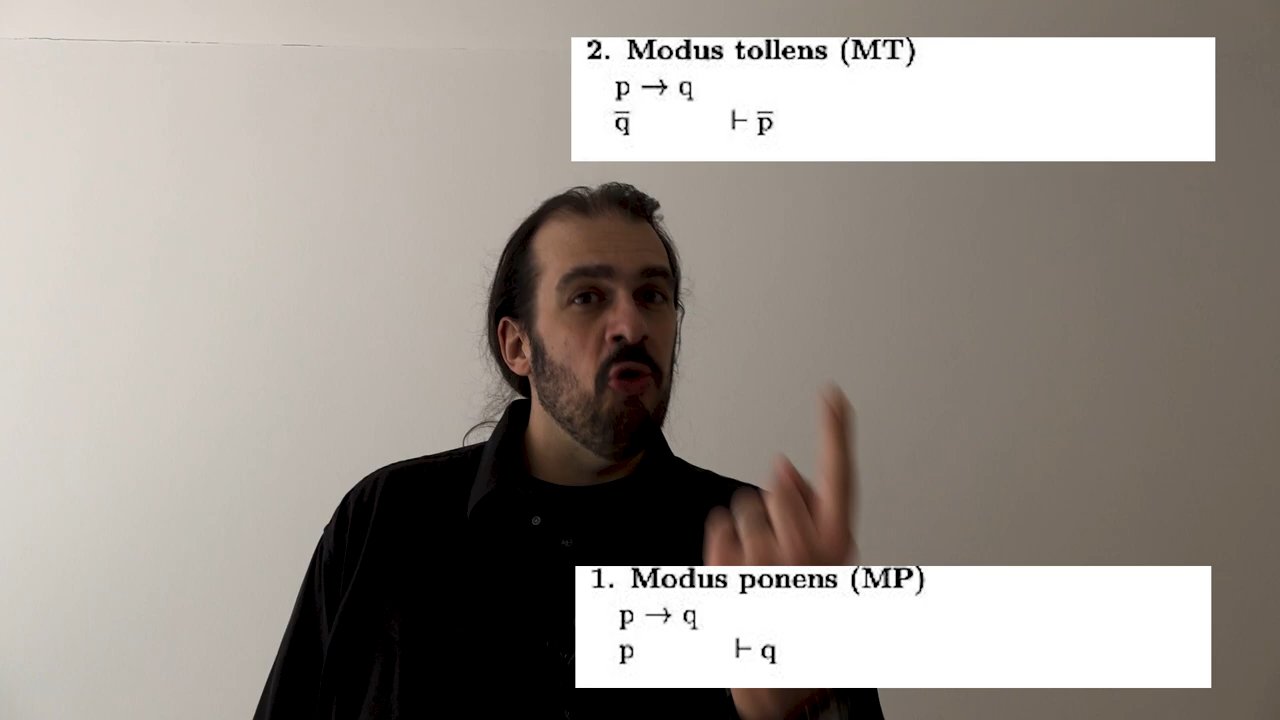 2. Modus tollens (MT)
p → q
q̅ ⊢ p̅
1. Modus ponens (MP)
p → q
p ⊢ q